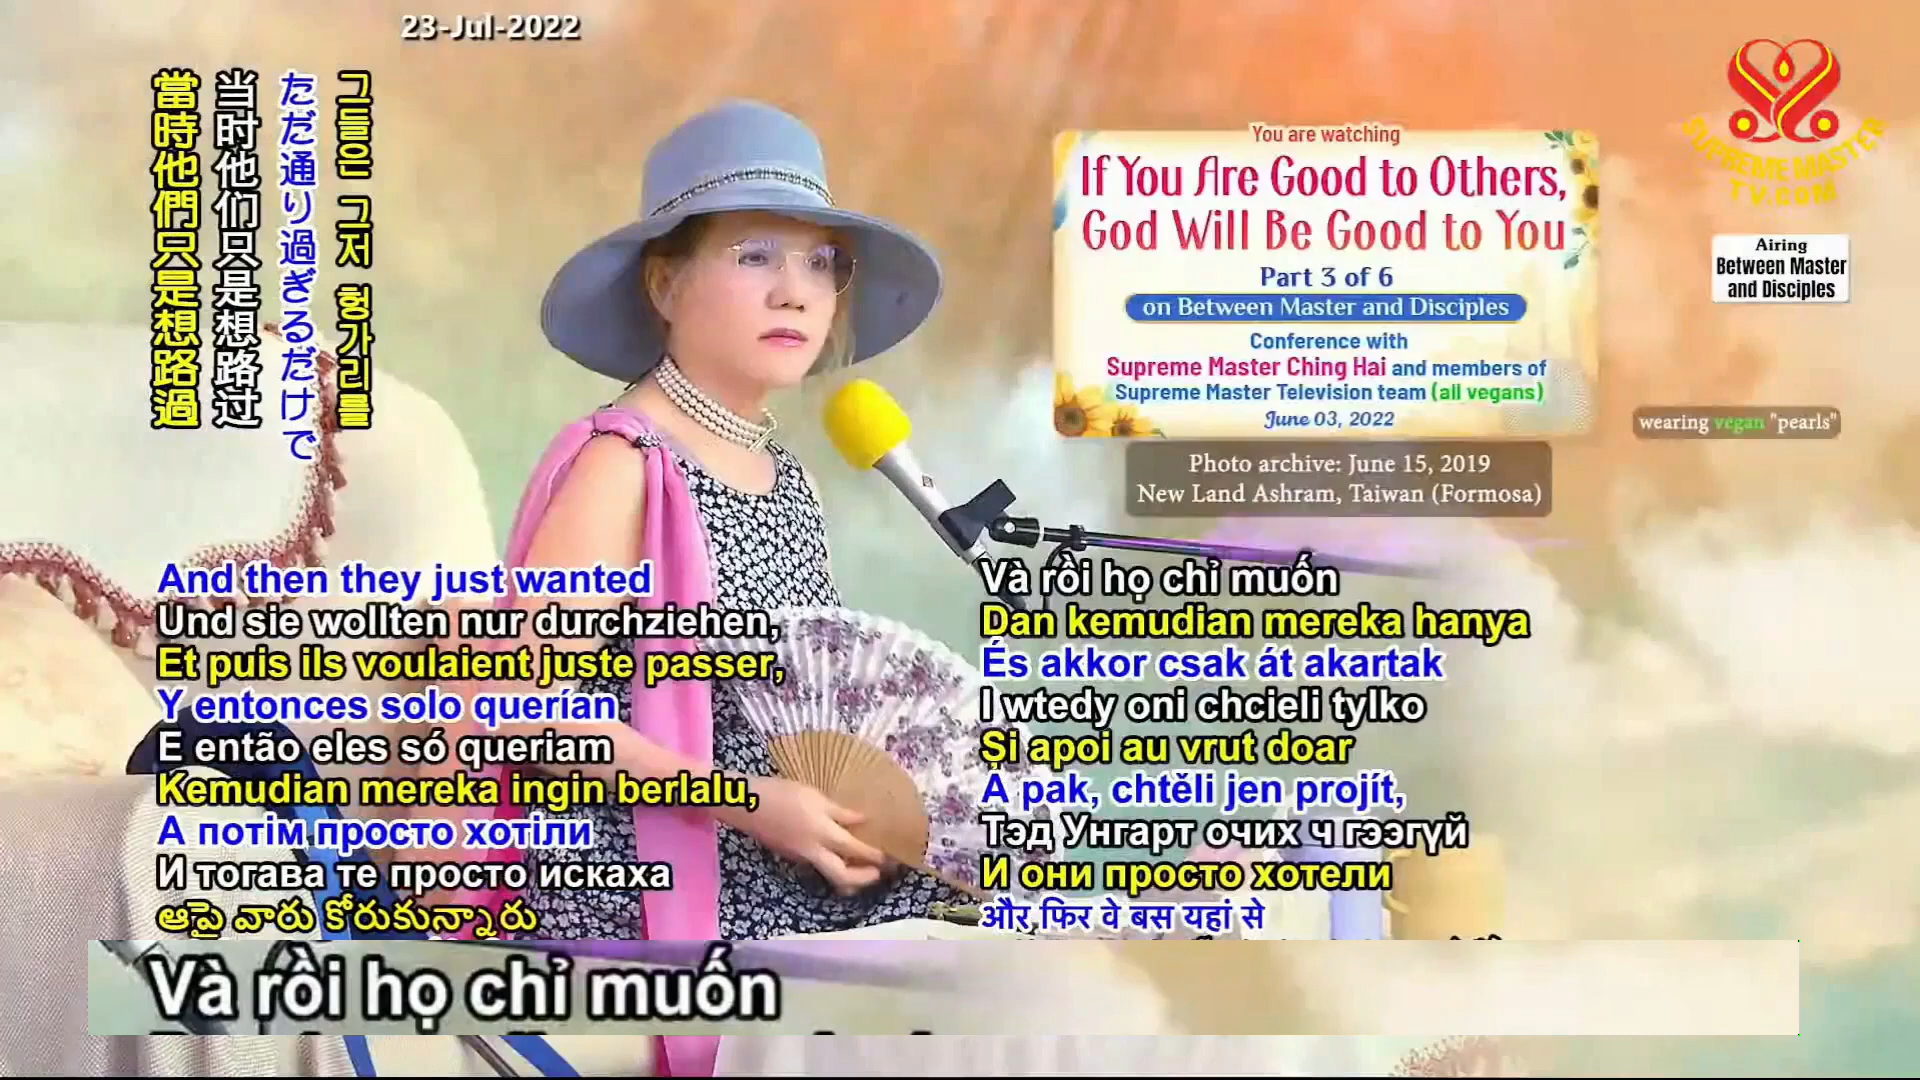 23-Jul-2022
그들은 그저 헝가리를
ただ通り過ぎるだけで
当时他们只是想路过
當時他們只是想路過
SUPREME MASTER
TV.COM
Airing
Between Master
and Disciples
You are watching
If You Are Good to Others,
God Will Be Good to You
Part 3 of 6
on Between Master and Disciples
Conference with
Supreme Master Ching Hai and members of
Supreme Master Television team (all vegans)
June 03, 2022
Photo archive: June 15, 2019
New Land Ashram, Taiwan (Formosa)
wearing vegan "pearls"
And then they just wanted
Und sie wollten nur durchziehen,
Et puis ils voulaient juste passer,
Y entonces solo querían
E então eles só queriam
Kemudian mereka ingin berlalu,
А потім просто хотіли
И тогава те просто искаха
ఆపై వారు కోరుకున్నారు
Và rồi họ chỉ muốn
Dan kemudian mereka hanya
És akkor csak át akartak
I wtedy oni chcieli tylko
Și apoi au vrut doar
A pak, chtěli jen projít,
Тэд Унгарт очих ч гээгүй
И они просто хотели
और फिर वे बस यहां से
Và rồi họ chỉ muốn